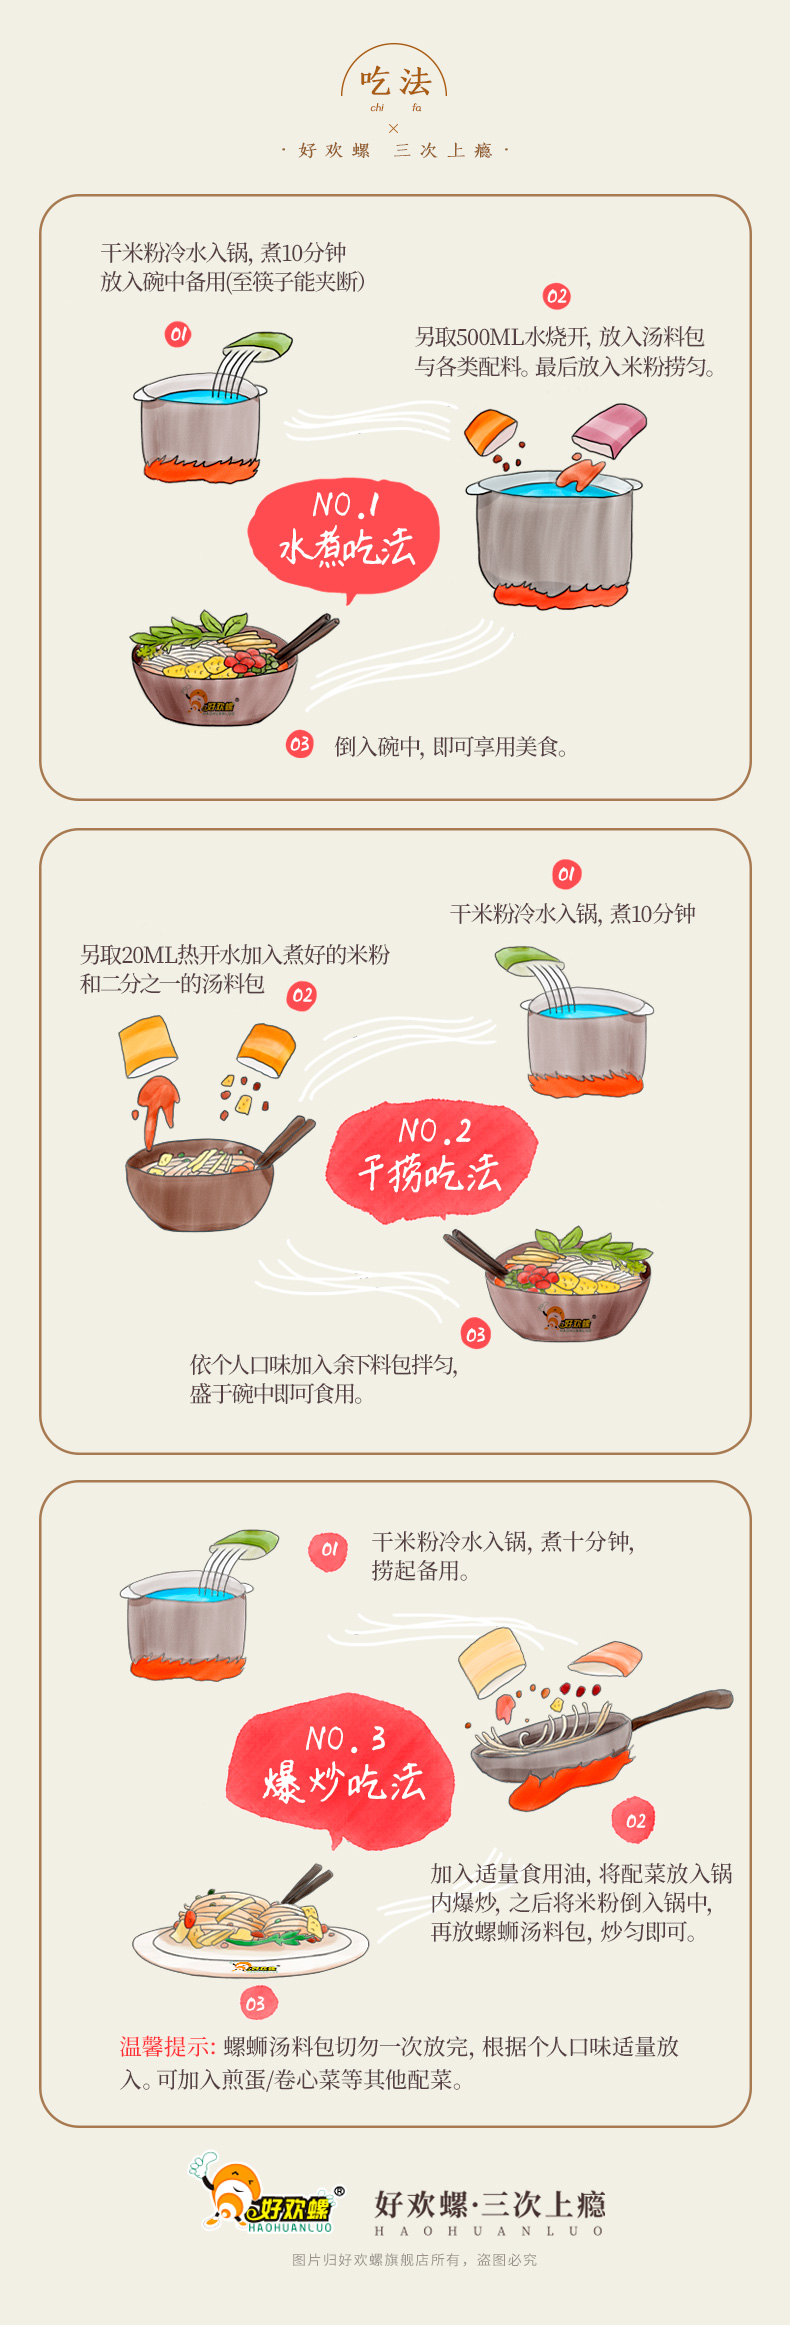 吃法
chi fa
×
·好欢螺 三次上瘾·
干米粉冷水入锅，煮10分钟
放入碗中备用(至筷子能夹断)
01
02
另取500ML水烧开，放入汤料包
与各类配料。最后放入米粉捞匀。
NO.1
水煮吃法
好欢螺
HAOHUANLUO
03
倒入碗中，即可享用美食。
01
干米粉冷水入锅，煮10分钟
另取20ML热开水加入煮好的米粉
和二分之一的汤料包
02
NO.2
干捞吃法
好欢螺
HAOHUANLUO
03
依个人口味加入余下料包拌匀,
盛于碗中即可食用。
01
干米粉冷水入锅，煮十分钟,
捞起备用。
NO.3
爆炒吃法
02
加入适量食用油，将配菜放入锅
内爆炒，之后将米粉倒入锅中,
再放螺蛳汤料包，炒匀即可。
好欢螺
03
温馨提示: 螺蛳汤料包切勿一次放完, 根据个人口味适量放
入。可加入煎蛋/卷心菜等其他配菜。
好欢螺®
HAOHUANLUO
好欢螺·三次上瘾
HAOHUANLUO
图片归好欢螺旗舰店所有，盗图必究